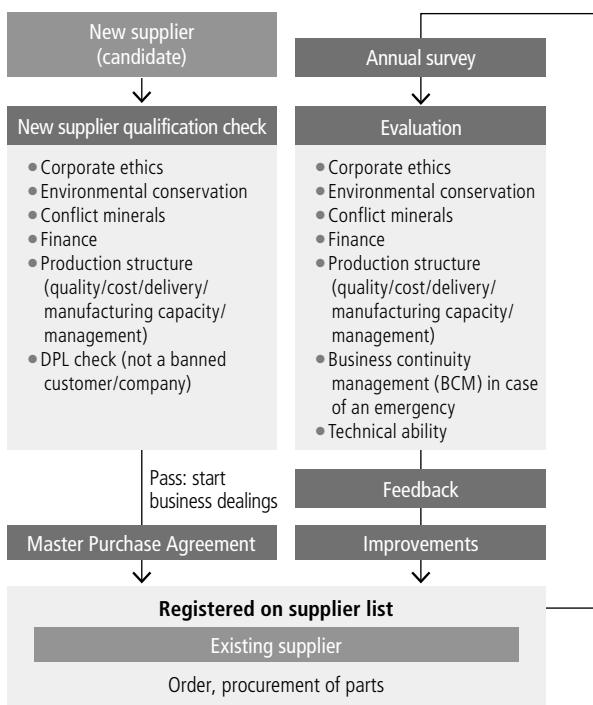 New supplier
(candidate)
New supplier qualification check
● Corporate ethics
● Environmental conservation
● Conflict minerals
● Finance
● Production structure
(quality/cost/delivery/
manufacturing capacity/
management)
● DPL check (not a banned
customer/company)
Pass: start
business dealings
Master Purchase Agreement
Annual survey
Evaluation
● Corporate ethics
● Environmental conservation
● Conflict minerals
● Finance
● Production structure
(quality/cost/delivery/
manufacturing capacity/
management)
● Business continuity
management (BCM) in case
of an emergency
● Technical ability
Feedback
Improvements
Registered on supplier list
Existing supplier
Order, procurement of parts